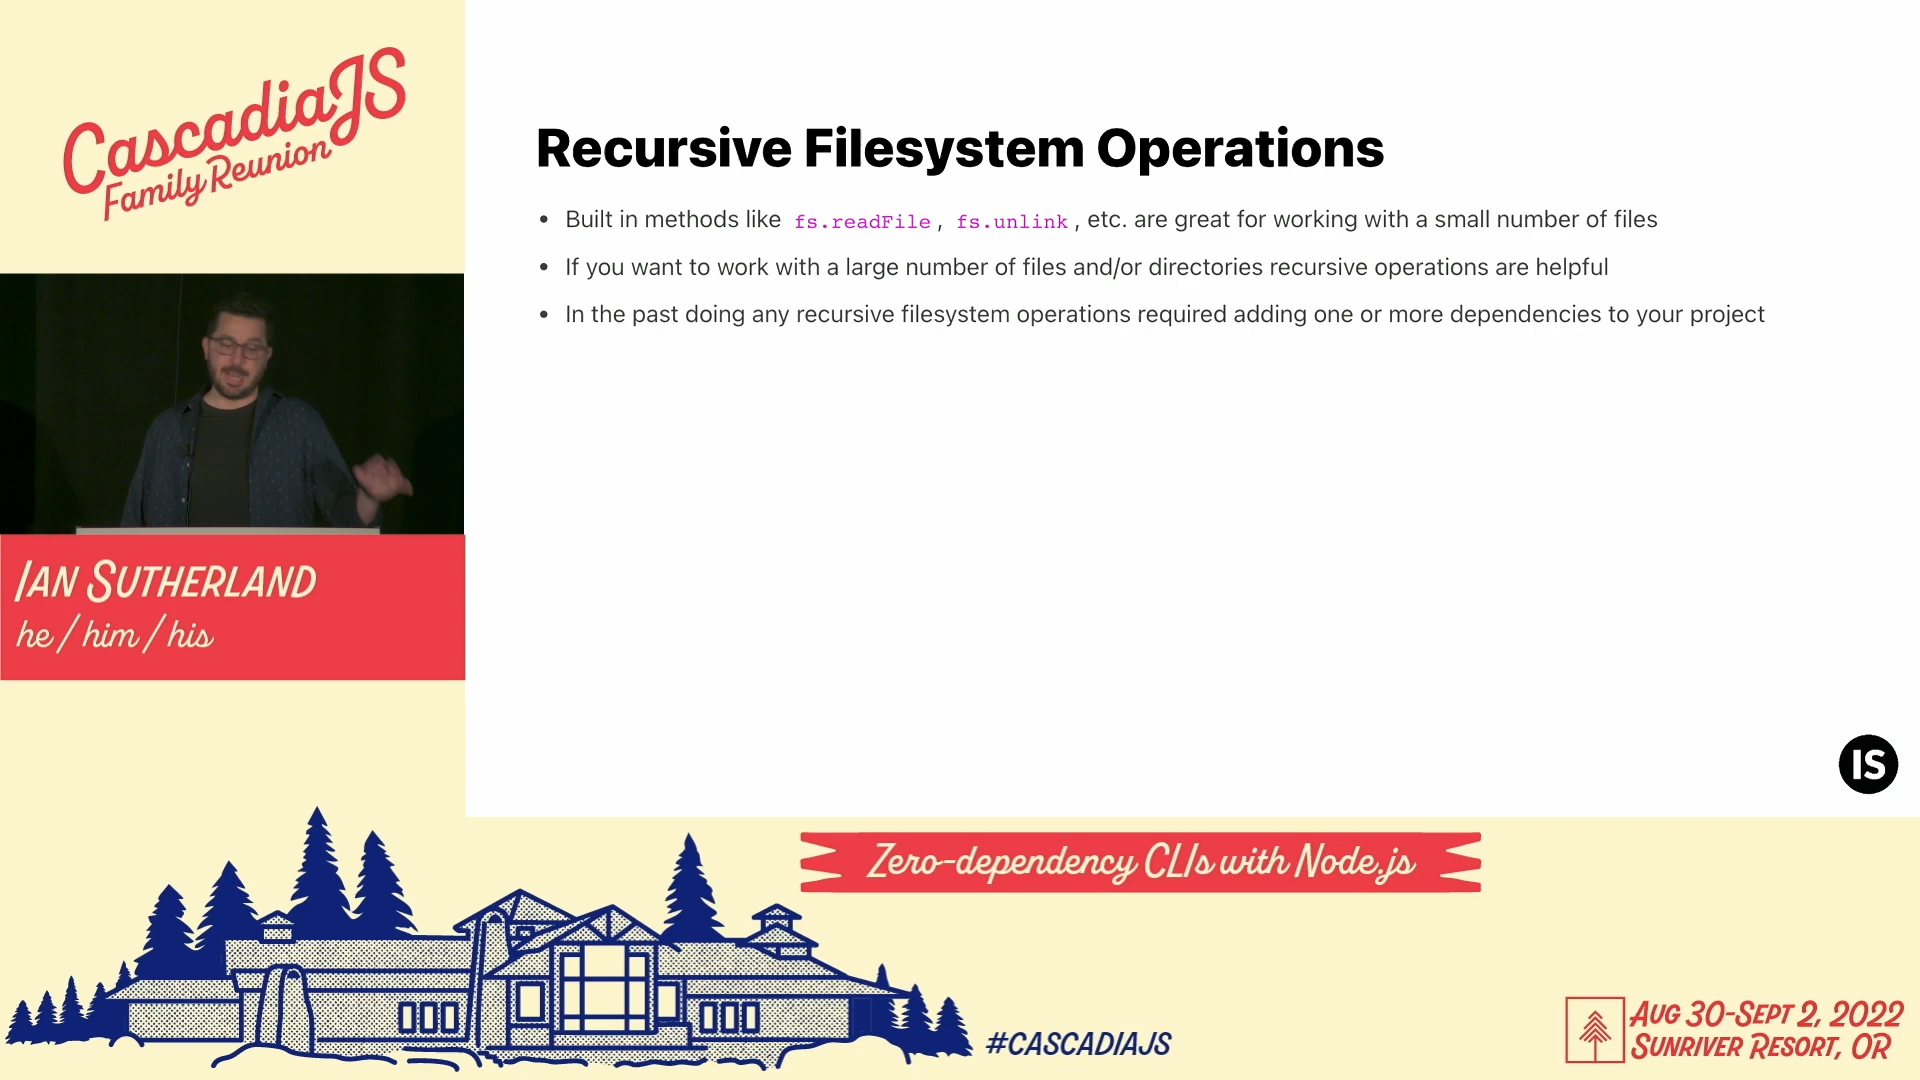 CascadiaJS
Family Reunion
Recursive Filesystem Operations
• Built in methods like fs.readFile, fs.unlink, etc. are great for working with a small number of files
• If you want to work with a large number of files and/or directories recursive operations are helpful
• In the past doing any recursive filesystem operations required adding one or more dependencies to your project
Ian Sutherland
he / him / his
IS
Zero-dependency CLIs with Node.js
#CASCADIAJS
Aug 30-Sept 2, 2022
Sunriver Resort, OR